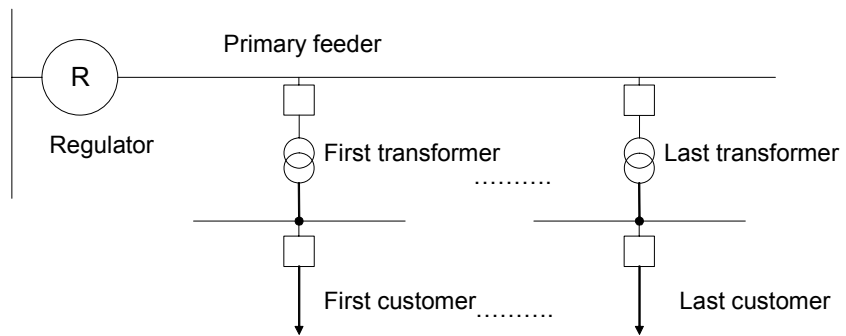 Primary feeder
R
Regulator
First transformer
Last transformer
..........
First customer
Last customer
..........